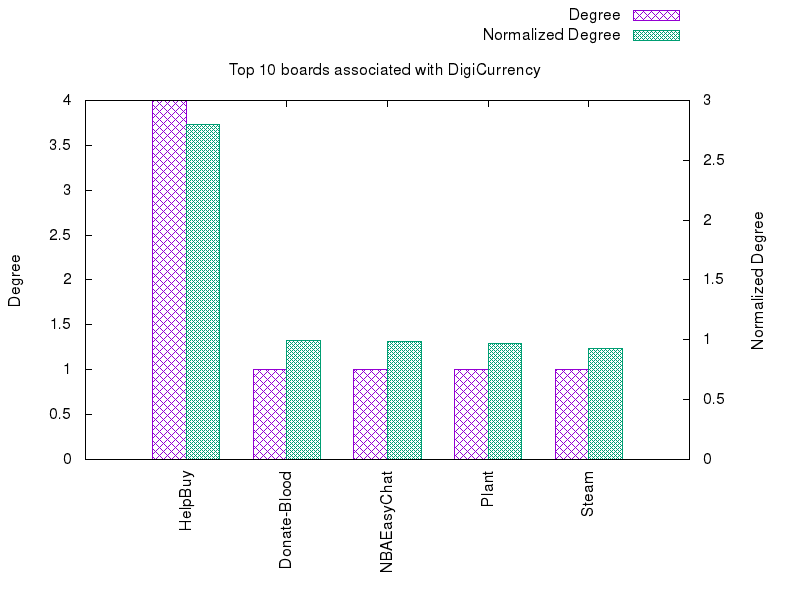 Degree
Normalized Degree
Top 10 boards associated with DigiCurrency
4
3.5
3
2.5
2
1.5
1
0.5
0
3
2.5
2
1.5
1
0.5
0
Degree
Normalized Degree
HelpBuy
Donate-Blood
NBAEasyChat
Plant
Steam